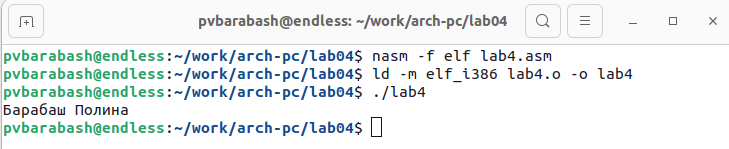 pvbarabash@endless: ~/work/arch-pc/lab04
pvbarabash@endless:~/work/arch-pc/lab04$ nasm -f elf lab4.asm
pvbarabash@endless:~/work/arch-pc/lab04$ ld -m elf_i386 lab4.o -o lab4
pvbarabash@endless:~/work/arch-pc/lab04$ ./lab4
Барабаш Полина
pvbarabash@endless:~/work/arch-pc/lab04$